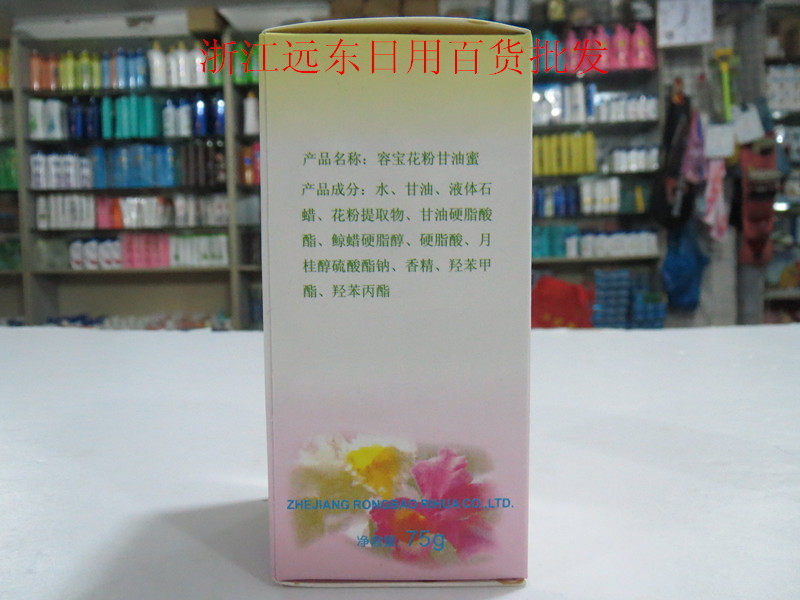 浙江远东日用百货批发
产品名称：容宝花粉甘油蜜
产品成分：水、甘油、液体石
蜡、花粉提取物、甘油硬脂酸
酯、鲸蜡硬脂醇、硬脂酸、月
桂醇硫酸酯钠、香精、羟苯甲
酯、羟苯丙酯
ZHEJIANG RONGBAO RIHUA CO.,LTD.
净含量 75g